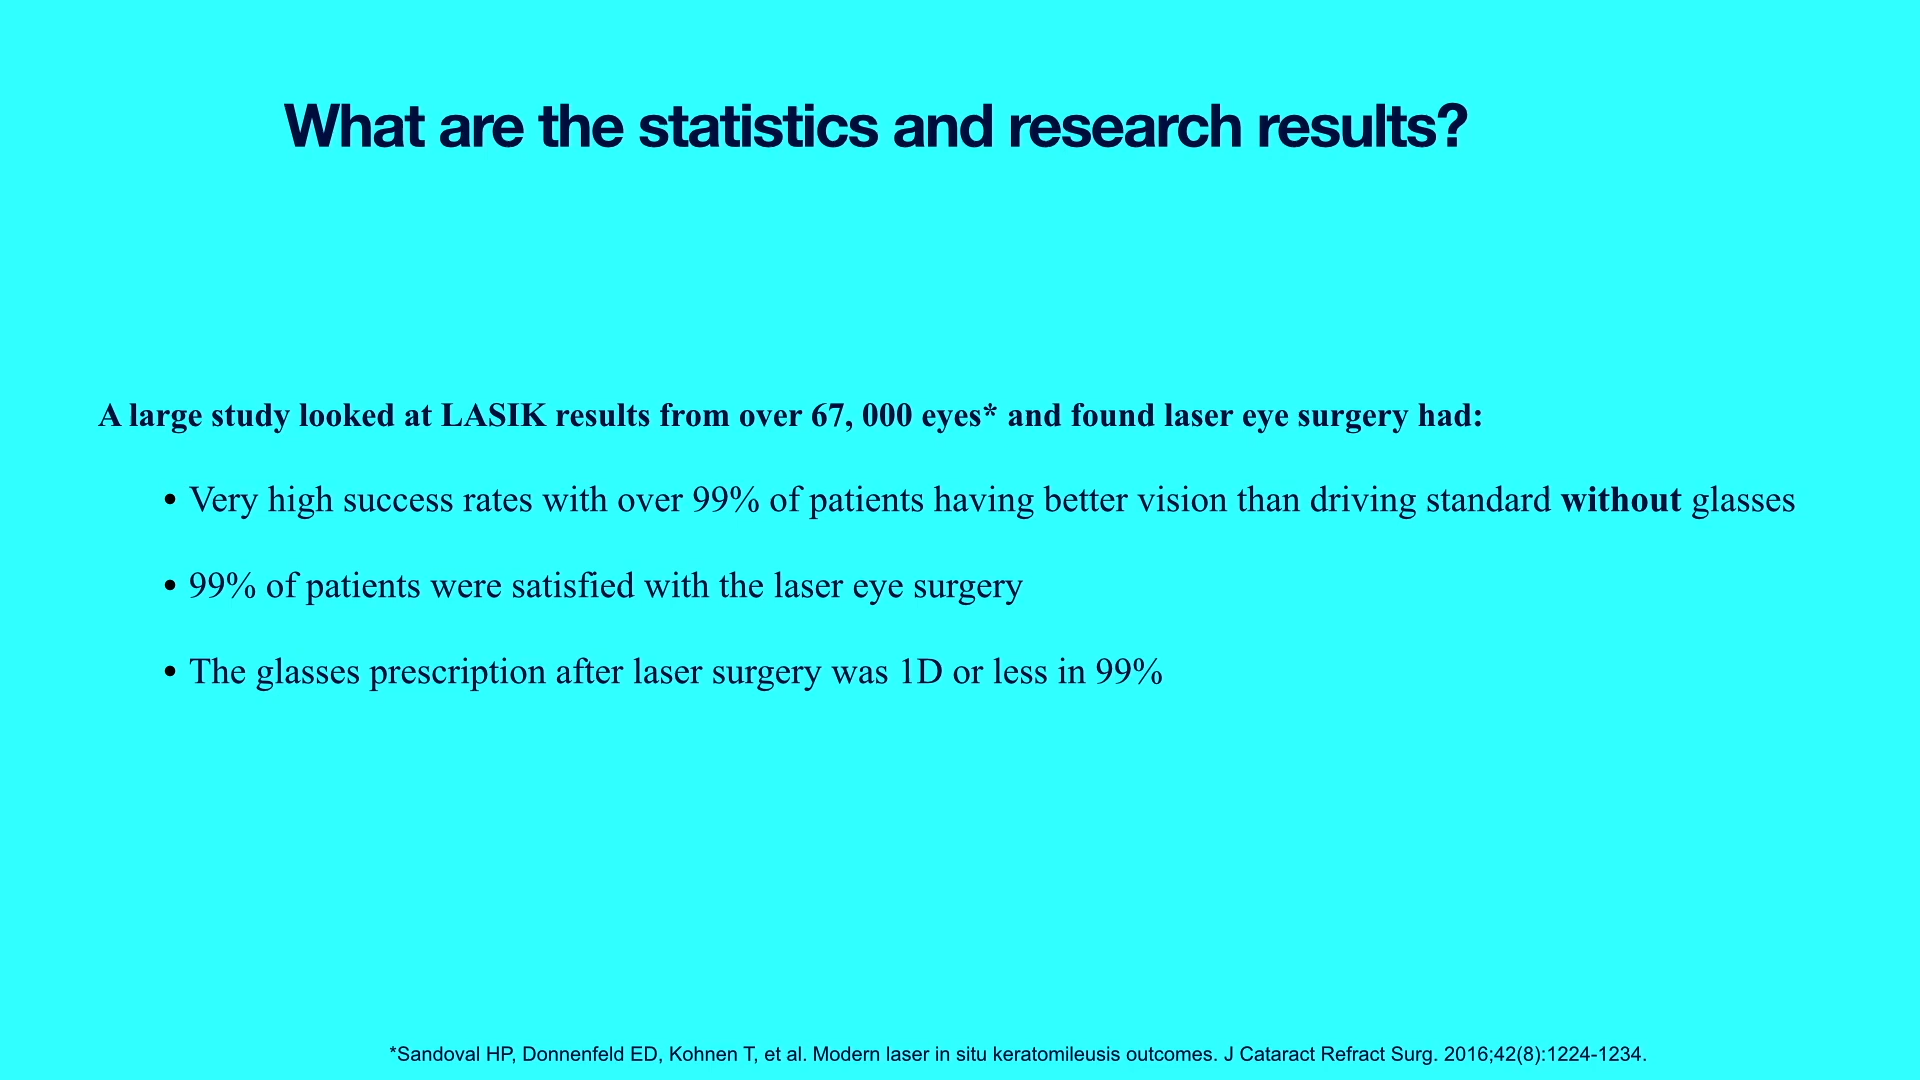 What are the statistics and research results?
A large study looked at LASIK results from over 67, 000 eyes* and found laser eye surgery had:
• Very high success rates with over 99% of patients having better vision than driving standard without glasses
• 99% of patients were satisfied with the laser eye surgery
• The glasses prescription after laser surgery was 1D or less in 99%
*Sandoval HP, Donnenfeld ED, Kohnen T, et al. Modern laser in situ keratomileusis outcomes. J Cataract Refract Surg. 2016;42(8):1224-1234.